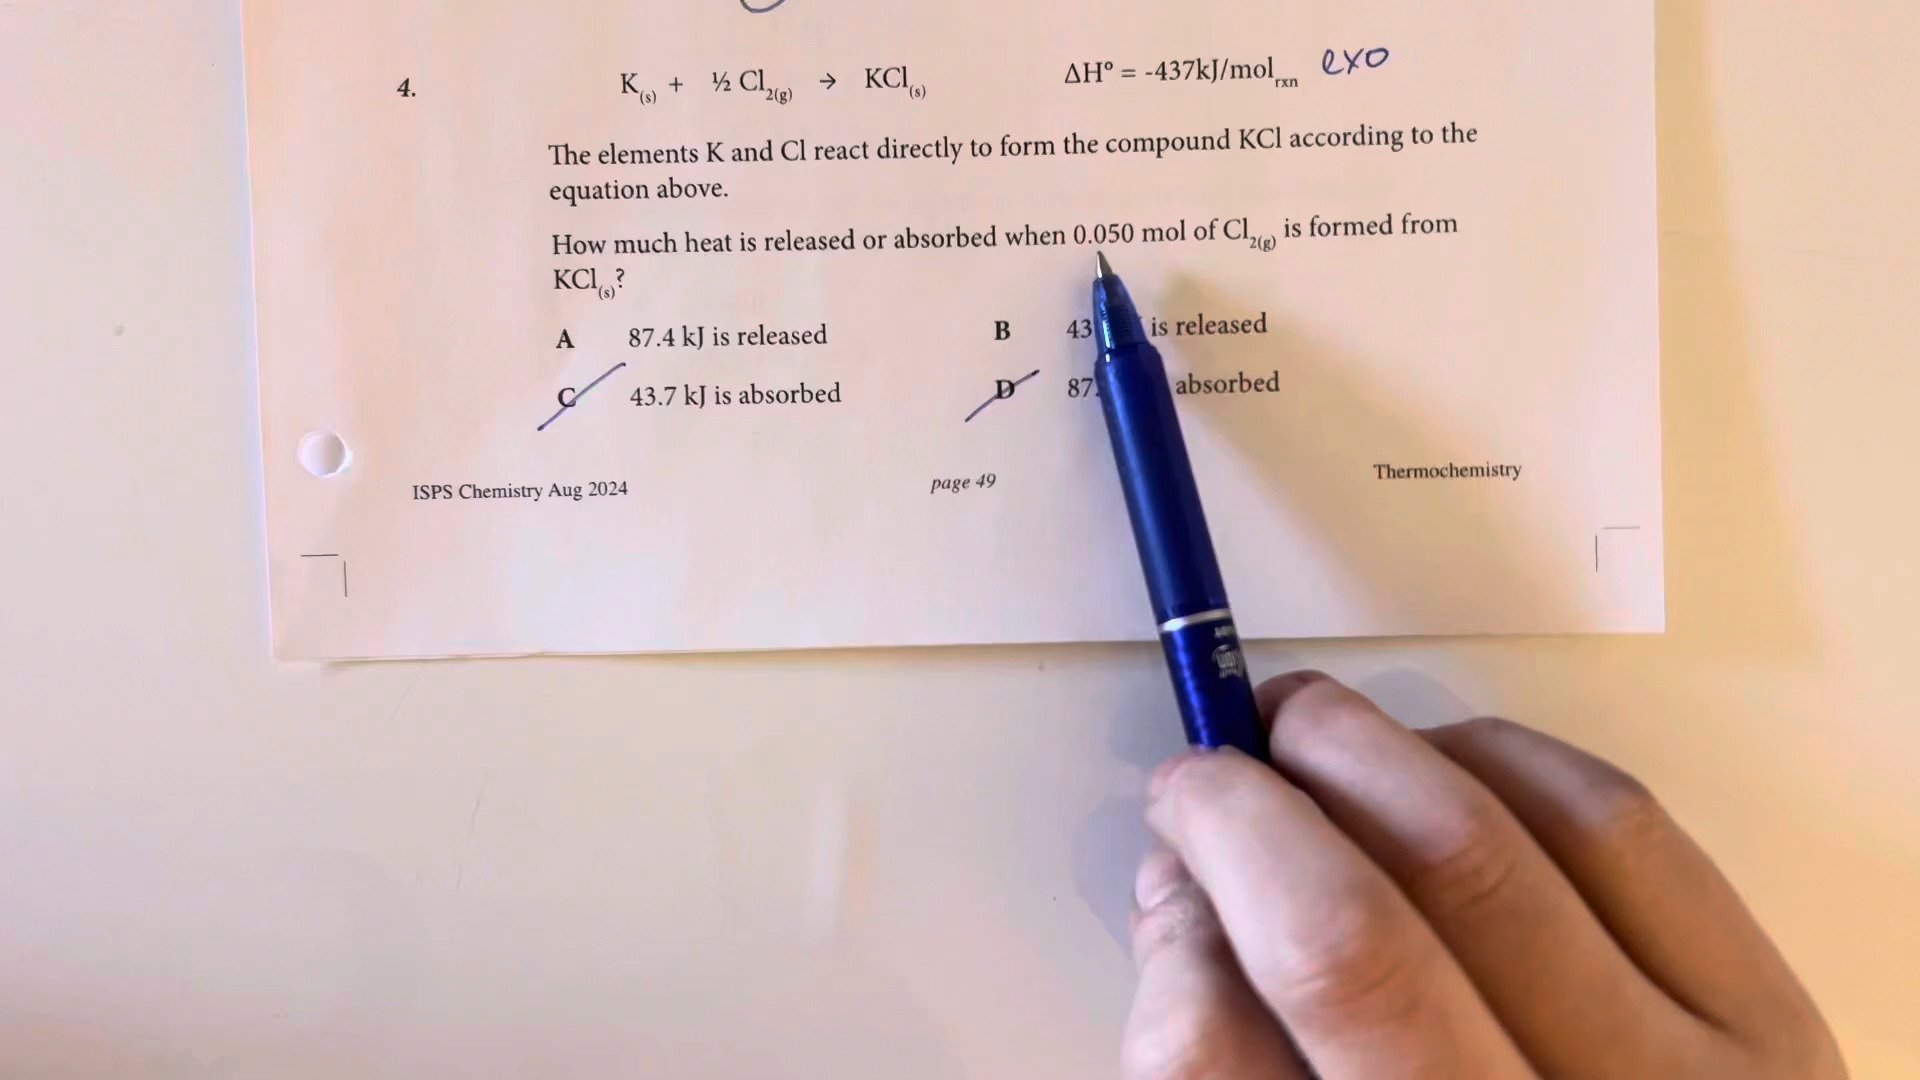 4. K(s) + ½ Cl2(g) → KCl(s) ΔH° = -437kJ/molrxn exo
The elements K and Cl react directly to form the compound KCl according to the
equation above.
How much heat is released or absorbed when 0.050 mol of Cl2(g) is formed from
KCl(s)?
A 87.4 kJ is released B 43 is released
C 43.7 kJ is absorbed D 87. absorbed
ISPS Chemistry Aug 2024 page 49 Thermochemistry